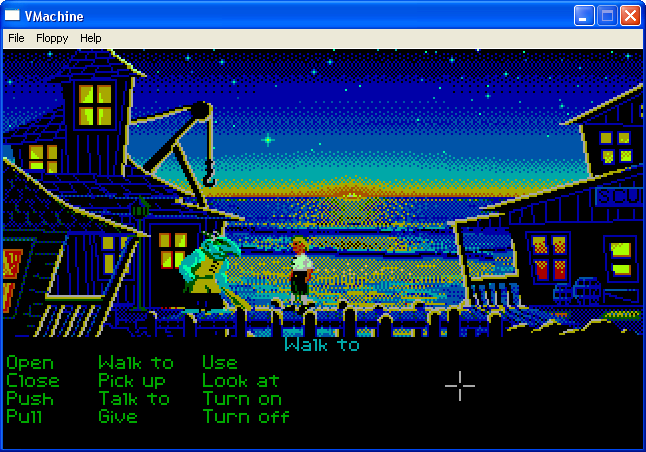 VMachine
File Floppy Help
SCU
Walk to
Open Walk to Use
Close Pick up Look at
Push Talk to Turn on
Pull Give Turn off